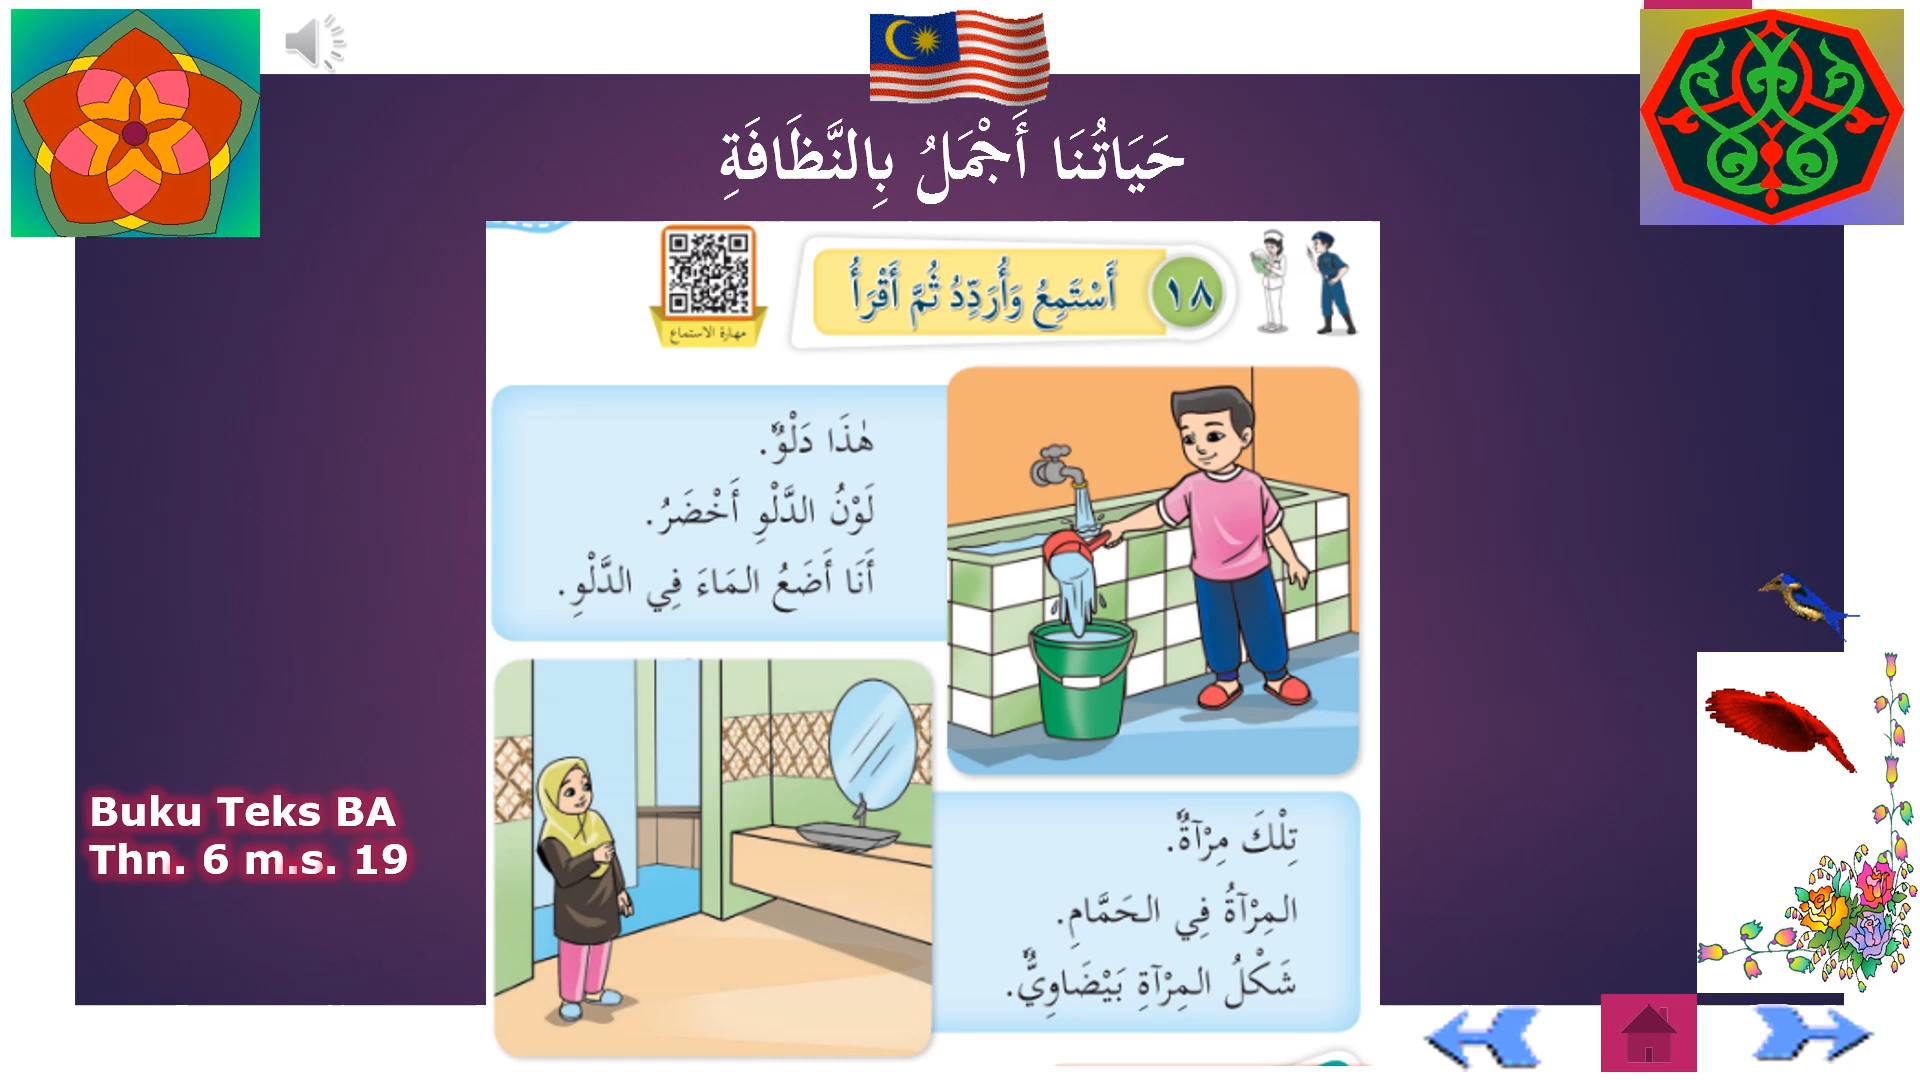 حَيَاتُنَا أَجْمَلُ بِالنَّظَافَةِ
١٨ أَسْتَمِعُ وَأُرَدِّدُ ثُمَّ أَقْرَأُ
مهارة الاستماع
هٰذَا دَلْوٌ.
لَوْنُ الدَّلْوِ أَخْضَرُ.
أَنَا أَضَعُ المَاءَ فِي الدَّلْوِ.
تِلْكَ مِرْآةٌ.
المِرْآةُ فِي الحَمَّامِ.
شَكْلُ المِرْآةِ بَيْضَاوِيٌّ.
Buku Teks BA
Thn. 6 m.s. 19